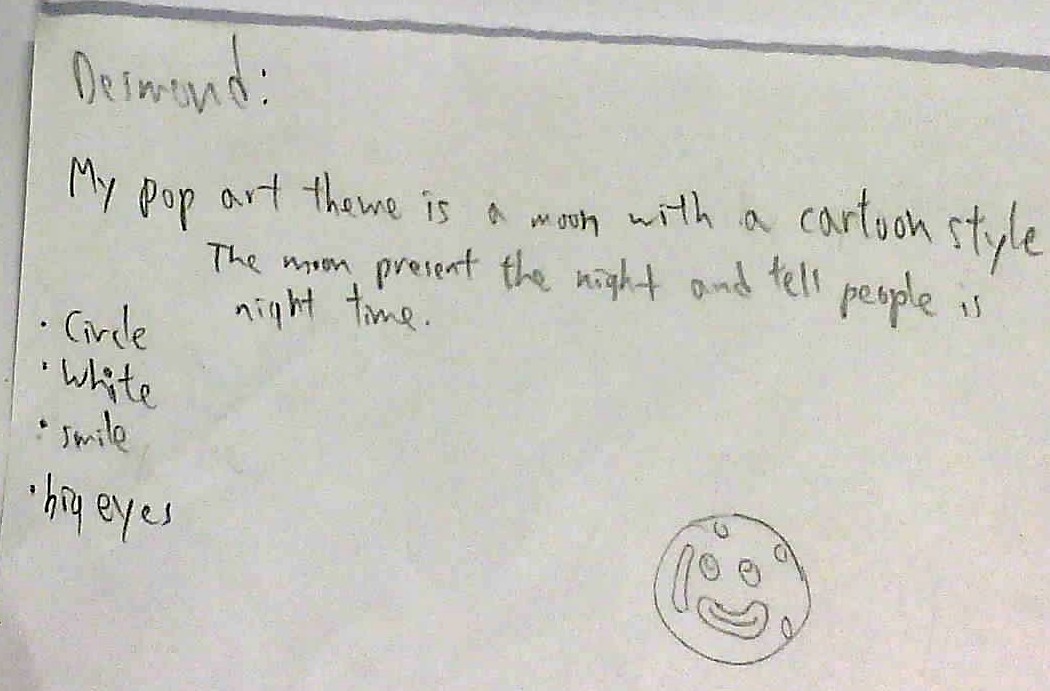 Desmond:
My pop art theme is a moon with a cartoon style
The moon present the night and tell people is
night time.
· Circle
· White
· smile
· big eyes